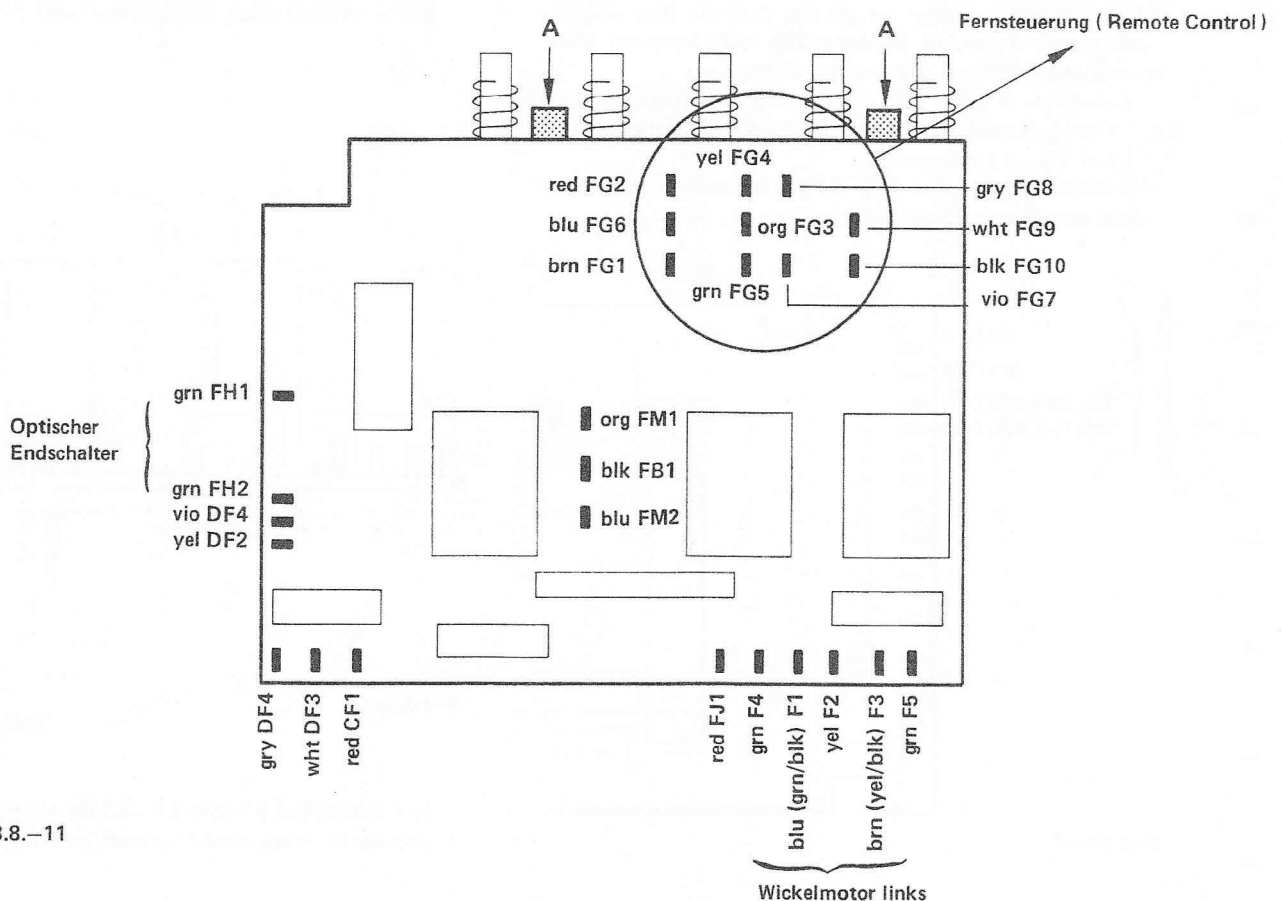 Fernsteuerung ( Remote Control )
A
A
yel FG4
red FG2
gry FG8
blu FG6
org FG3
wht FG9
brn FG1
blk FG10
grn FG5
vio FG7
grn FH1
Optischer
Endschalter
org FM1
blk FB1
grn FH2
vio DF4
blu FM2
yel DF2
gry DF4
wht DF3
red CF1
red FJ1
grn F4
blu (grn/blk) F1
yel F2
brn (yel/blk) F3
grn F5
3.8.–11
Wickelmotor links